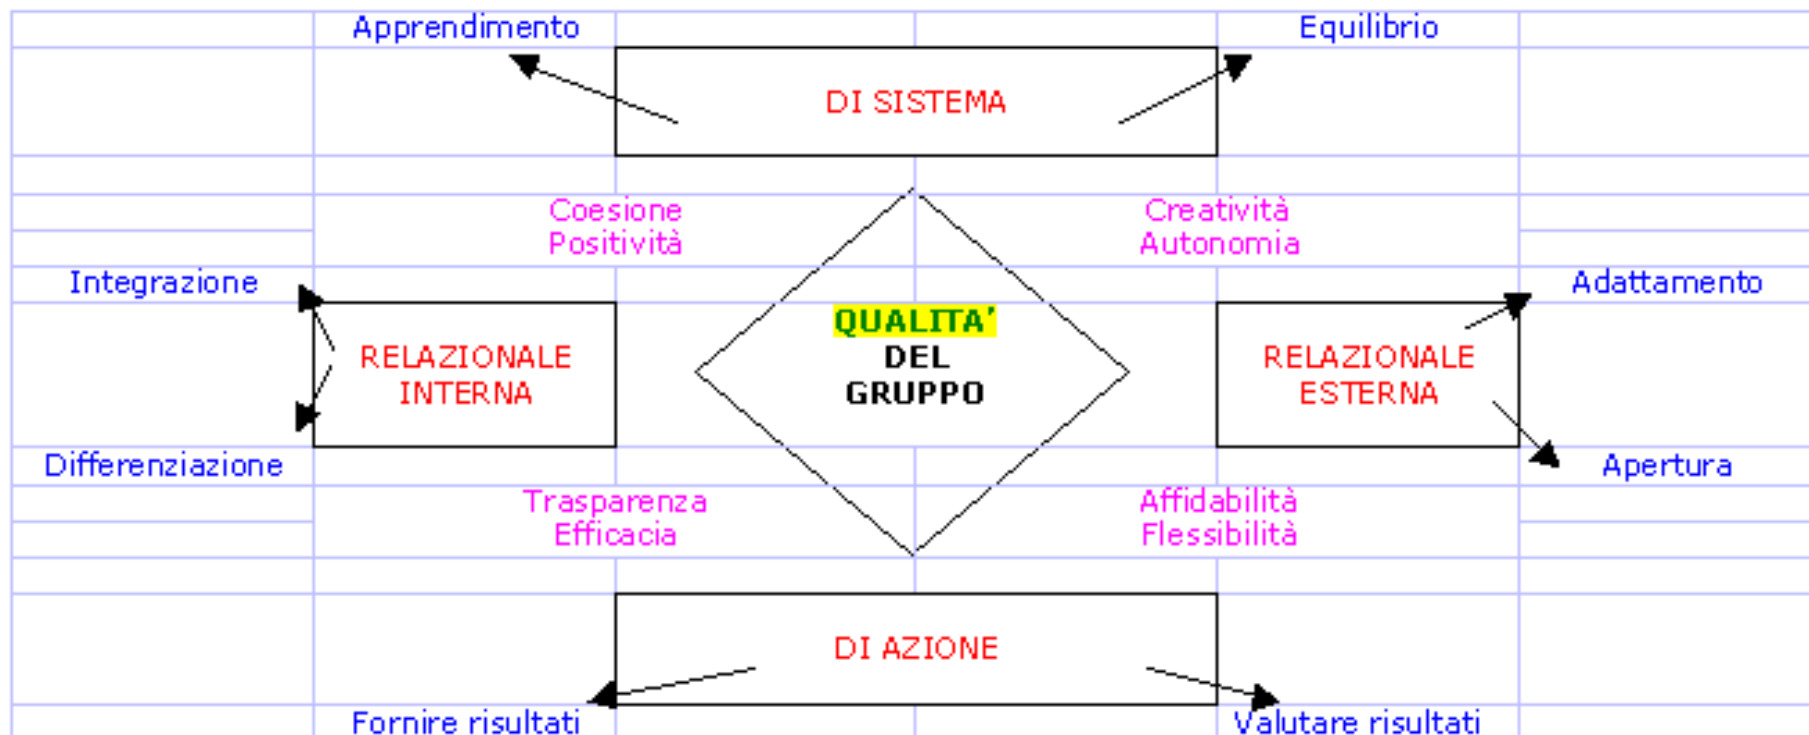 Apprendimento
Equilibrio
DI SISTEMA
Coesione
Positività
Creatività
Autonomia
Integrazione
Adattamento
QUALITA'
DEL
GRUPPO
RELAZIONALE
INTERNA
RELAZIONALE
ESTERNA
Differenziazione
Apertura
Trasparenza
Efficacia
Affidabilità
Flessibilità
DI AZIONE
Fornire risultati
Valutare risultati